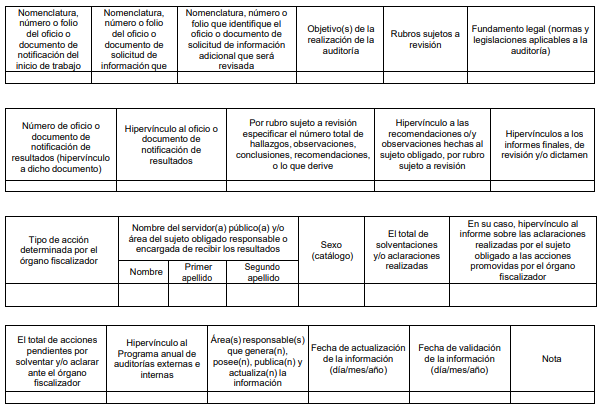 Nomenclatura,
número o folio
del oficio o
documento de
notificación del
inicio de trabajo
Nomenclatura,
número o folio
del oficio o
documento de
solicitud de
información que
Nomenclatura, número o
folio que identifique el
oficio o documento de
solicitud de información
adicional que será
revisada
Objetivo(s) de la
realización de la
auditoría
Rubros sujetos a
revisión
Fundamento legal (normas y
legislaciones aplicables a la
auditoría)
Número de oficio o
documento de
notificación de
resultados (hipervínculo
a dicho documento)
Hipervínculo al oficio o
documento de
notificación de
resultados
Por rubro sujeto a revisión
especificar el número total de
hallazgos, observaciones,
conclusiones, recomendaciones,
o lo que derive
Hipervínculo a las
recomendaciones o/y
observaciones hechas al
sujeto obligado, por rubro
sujeto a revisión
Hipervínculos a los
informes finales, de
revisión y/o dictamen
Tipo de acción
determinada por el
órgano fiscalizador
Nombre del servidor(a) público(a) y/o
área del sujeto obligado responsable o
encargada de recibir los resultados
Nombre
Primer
apellido
Segundo
apellido
Sexo
(catálogo)
El total de
solventaciones
y/o aclaraciones
realizadas
En su caso, hipervínculo al
informe sobre las aclaraciones
realizadas por el sujeto
obligado a las acciones
promovidas por el órgano
fiscalizador
El total de acciones
pendientes por
solventar y/o aclarar
ante el órgano
fiscalizador
Hipervínculo al
Programa anual de
auditorías externas e
internas
Área(s) responsable(s)
que genera(n),
posee(n), publica(n) y
actualiza(n) la
información
Fecha de actualización
de la información
(día/mes/año)
Fecha de validación
de la información
(día/mes/año)
Nota